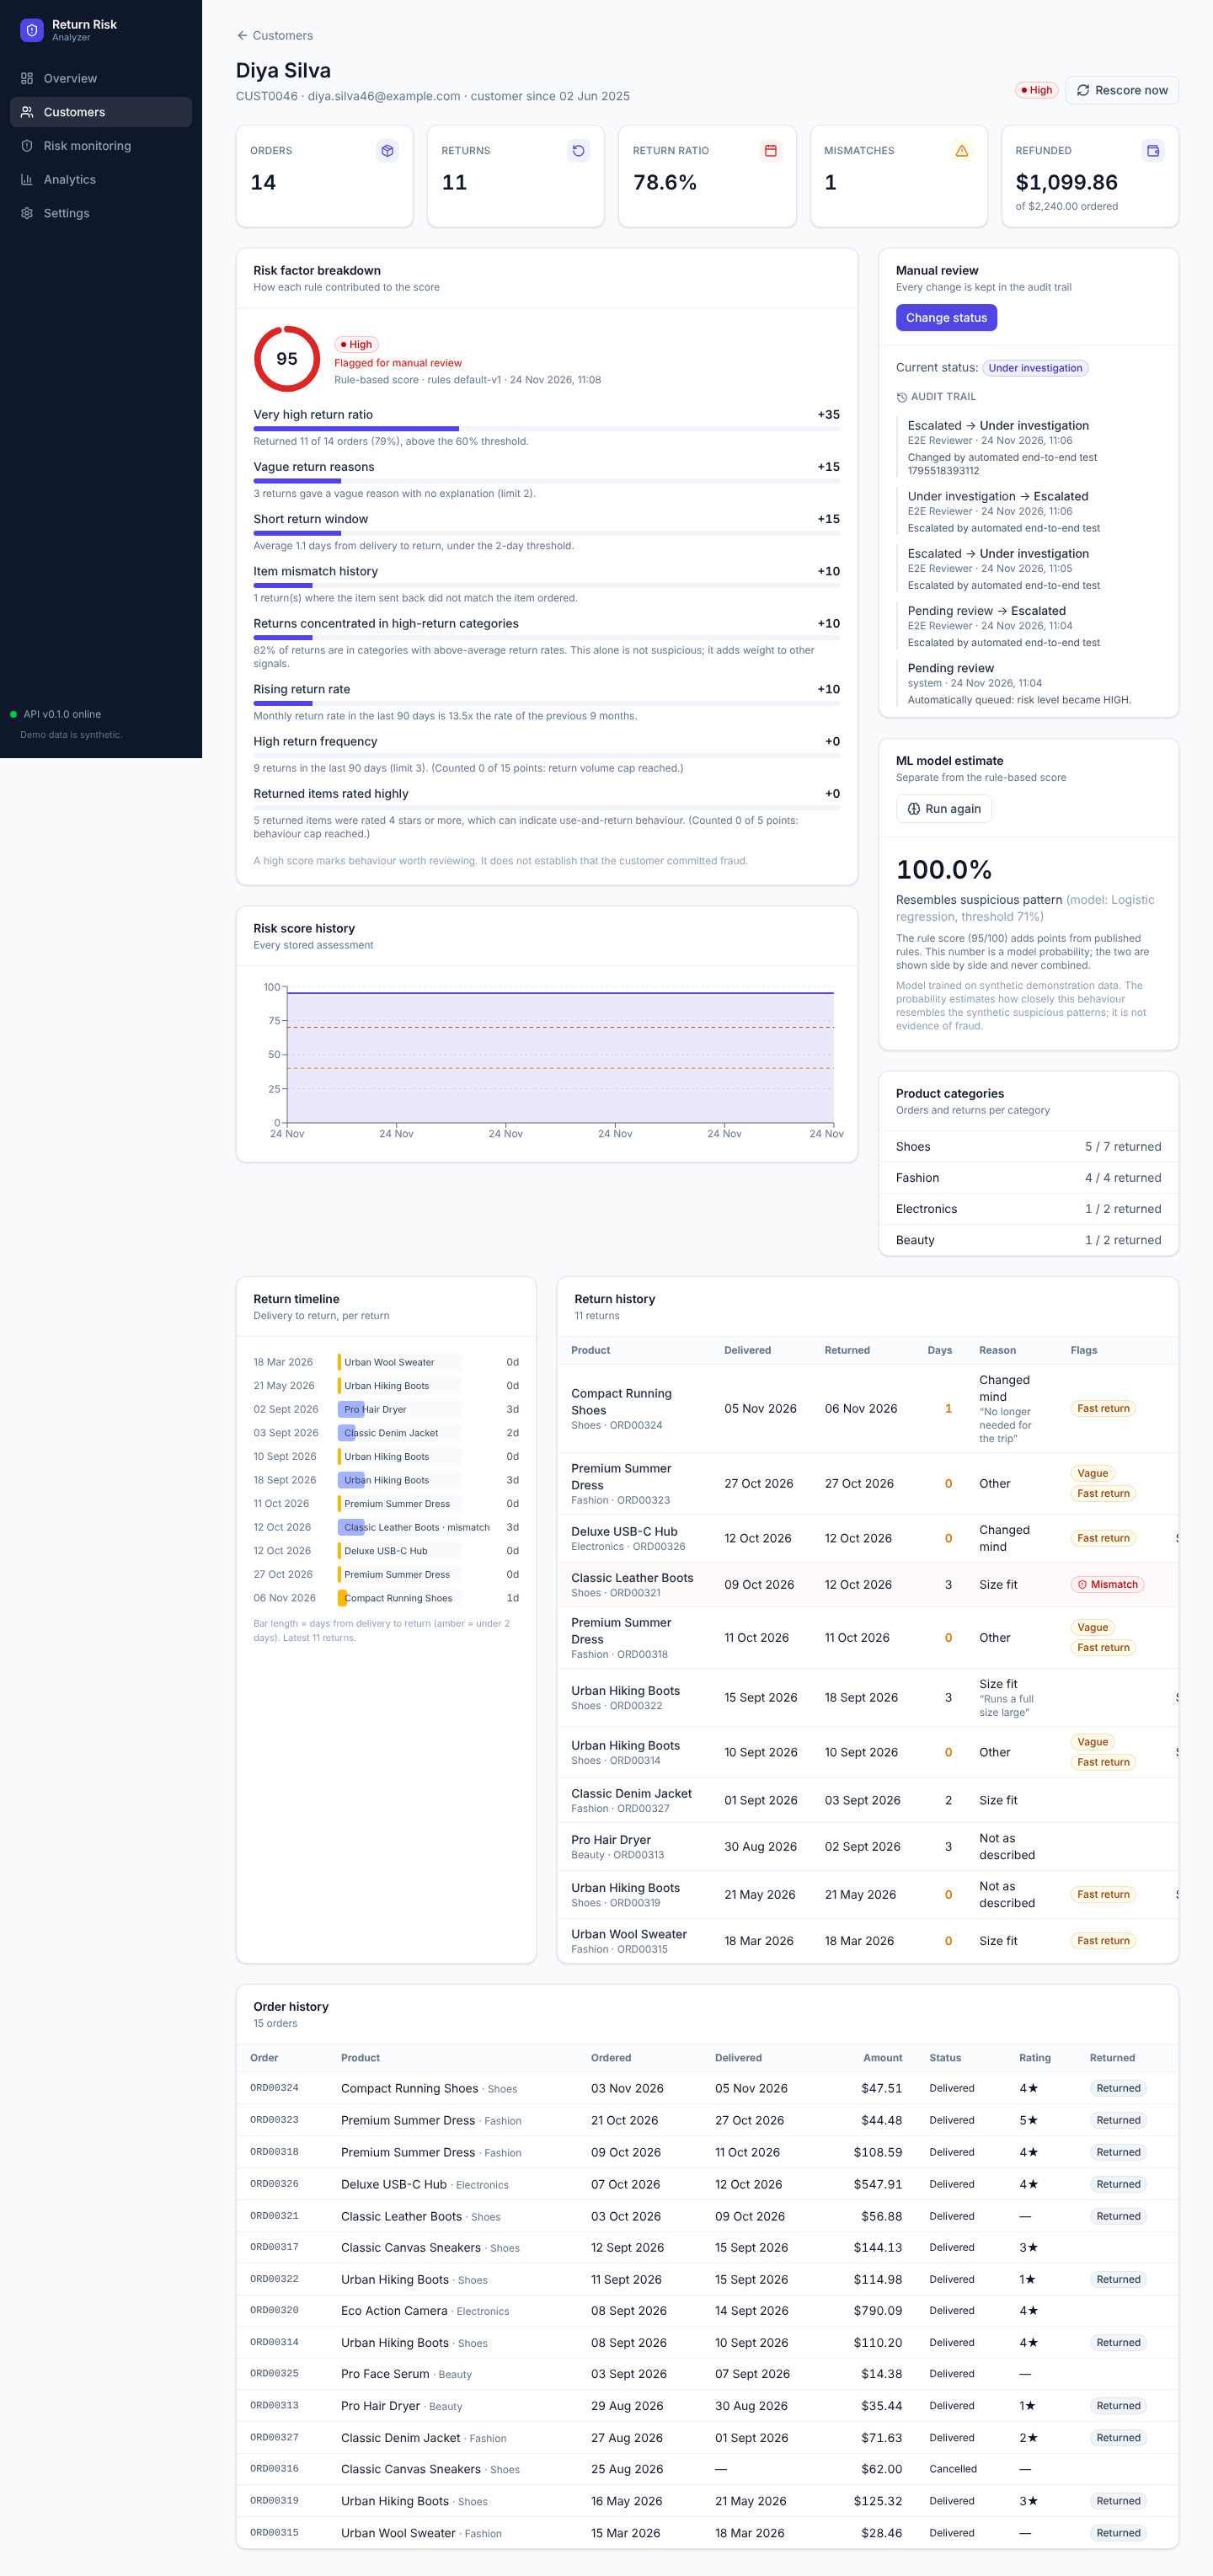 Return Risk
Analyzer
Overview
Customers
Risk monitoring
Analytics
Settings
API v0.1.0 online
Demo data is synthetic.
Customers
Diya Silva
CUST0046 · diya.silva46@example.com · customer since 02 Jun 2025
High
Rescore now
ORDERS
14
RETURNS
11
RETURN RATIO
78.6%
MISMATCHES
1
REFUNDED
$1,099.86
of $2,240.00 ordered
Risk factor breakdown
How each rule contributed to the score
95
High
Flagged for manual review
Rule-based score · rules default-v1 · 24 Nov 2026, 11:08
Very high return ratio +35
Returned 11 of 14 orders (79%), above the 60% threshold.
Vague return reasons +15
3 returns gave a vague reason with no explanation (limit 2).
Short return window +15
Average 1.1 days from delivery to return, under the 2-day threshold.
Item mismatch history +10
1 return(s) where the item sent back did not match the item ordered.
Returns concentrated in high-return categories +10
82% of returns are in categories with above-average return rates. This alone is not suspicious; it adds weight to other
signals.
Rising return rate +10
Monthly return rate in the last 90 days is 13.5x the rate of the previous 9 months.
High return frequency +0
9 returns in the last 90 days (limit 3). (Counted 0 of 15 points: return volume cap reached.)
Returned items rated highly +0
5 returned items were rated 4 stars or more, which can indicate use-and-return behaviour. (Counted 0 of 5 points:
behaviour cap reached.)
A high score marks behaviour worth reviewing. It does not establish that the customer committed fraud.
Risk score history
Every stored assessment
100
75
50
25
0
24 Nov 24 Nov 24 Nov 24 Nov 24 Nov 24 Nov
Manual review
Every change is kept in the audit trail
Change status
Current status: Under investigation
AUDIT TRAIL
Escalated → Under investigation
E2E Reviewer · 24 Nov 2026, 11:06
Changed by automated end-to-end test
1795518393112
Under investigation → Escalated
E2E Reviewer · 24 Nov 2026, 11:06
Escalated by automated end-to-end test
Escalated → Under investigation
E2E Reviewer · 24 Nov 2026, 11:05
Escalated by automated end-to-end test
Pending review → Escalated
E2E Reviewer · 24 Nov 2026, 11:04
Escalated by automated end-to-end test
Pending review
system · 24 Nov 2026, 11:04
Automatically queued: risk level became HIGH.
ML model estimate
Separate from the rule-based score
Run again
100.0%
Resembles suspicious pattern (model: Logistic
regression, threshold 71%)
The rule score (95/100) adds points from published
rules. This number is a model probability; the two are
shown side by side and never combined.
Model trained on synthetic demonstration data. The
probability estimates how closely this behaviour
resembles the synthetic suspicious patterns; it is not
evidence of fraud.
Product categories
Orders and returns per category
Shoes 5 / 7 returned
Fashion 4 / 4 returned
Electronics 1 / 2 returned
Beauty 1 / 2 returned
Return timeline
Delivery to return, per return
18 Mar 2026 Urban Wool Sweater 0d
21 May 2026 Urban Hiking Boots 0d
02 Sept 2026 Pro Hair Dryer 3d
03 Sept 2026 Classic Denim Jacket 2d
10 Sept 2026 Urban Hiking Boots 0d
18 Sept 2026 Urban Hiking Boots 3d
11 Oct 2026 Premium Summer Dress 0d
12 Oct 2026 Classic Leather Boots · mismatch 3d
12 Oct 2026 Deluxe USB-C Hub 0d
27 Oct 2026 Premium Summer Dress 0d
06 Nov 2026 Compact Running Shoes 1d
Bar length = days from delivery to return (amber = under 2
days). Latest 11 returns.
Return history
11 returns
Product Delivered Returned Days Reason Flags
Compact Running
Shoes
Shoes · ORD00324
05 Nov 2026 06 Nov 2026 1
Changed
mind
"No longer
needed for
the trip"
Fast return
Premium Summer
Dress
Fashion · ORD00323
27 Oct 2026 27 Oct 2026 0 Other
Vague
Fast return
Deluxe USB-C Hub
Electronics · ORD00326
12 Oct 2026 12 Oct 2026 0
Changed
mind
Fast return
Classic Leather Boots
Shoes · ORD00321
09 Oct 2026 12 Oct 2026 3 Size fit Mismatch
Premium Summer
Dress
Fashion · ORD00318
11 Oct 2026 11 Oct 2026 0 Other
Vague
Fast return
Urban Hiking Boots
Shoes · ORD00322
15 Sept 2026 18 Sept 2026 3
Size fit
"Runs a full
size large"
Urban Hiking Boots
Shoes · ORD00314
10 Sept 2026 10 Sept 2026 0 Other
Vague
Fast return
Classic Denim Jacket
Fashion · ORD00327
01 Sept 2026 03 Sept 2026 2 Size fit
Pro Hair Dryer
Beauty · ORD00313
30 Aug 2026 02 Sept 2026 3
Not as
described
Urban Hiking Boots
Shoes · ORD00319
21 May 2026 21 May 2026 0
Not as
described
Fast return
Urban Wool Sweater
Fashion · ORD00315
18 Mar 2026 18 Mar 2026 0 Size fit Fast return
Order history
15 orders
Order Product Ordered Delivered Amount Status Rating Returned
ORD00324 Compact Running Shoes · Shoes 03 Nov 2026 05 Nov 2026 $47.51 Delivered 4★ Returned
ORD00323 Premium Summer Dress · Fashion 21 Oct 2026 27 Oct 2026 $44.48 Delivered 5★ Returned
ORD00318 Premium Summer Dress · Fashion 09 Oct 2026 11 Oct 2026 $108.59 Delivered 4★ Returned
ORD00326 Deluxe USB-C Hub · Electronics 07 Oct 2026 12 Oct 2026 $547.91 Delivered 4★ Returned
ORD00321 Classic Leather Boots · Shoes 03 Oct 2026 09 Oct 2026 $56.88 Delivered — Returned
ORD00317 Classic Canvas Sneakers · Shoes 12 Sept 2026 15 Sept 2026 $144.13 Delivered 3★
ORD00322 Urban Hiking Boots · Shoes 11 Sept 2026 15 Sept 2026 $114.98 Delivered 1★ Returned
ORD00320 Eco Action Camera · Electronics 08 Sept 2026 14 Sept 2026 $790.09 Delivered 4★
ORD00314 Urban Hiking Boots · Shoes 08 Sept 2026 10 Sept 2026 $110.20 Delivered 4★ Returned
ORD00325 Pro Face Serum · Beauty 03 Sept 2026 07 Sept 2026 $14.38 Delivered —
ORD00313 Pro Hair Dryer · Beauty 29 Aug 2026 30 Aug 2026 $35.44 Delivered 1★ Returned
ORD00327 Classic Denim Jacket · Fashion 27 Aug 2026 01 Sept 2026 $71.63 Delivered 2★ Returned
ORD00316 Classic Canvas Sneakers · Shoes 25 Aug 2026 — $62.00 Cancelled —
ORD00319 Urban Hiking Boots · Shoes 16 May 2026 21 May 2026 $125.32 Delivered 3★ Returned
ORD00315 Urban Wool Sweater · Fashion 15 Mar 2026 18 Mar 2026 $28.46 Delivered — Returned